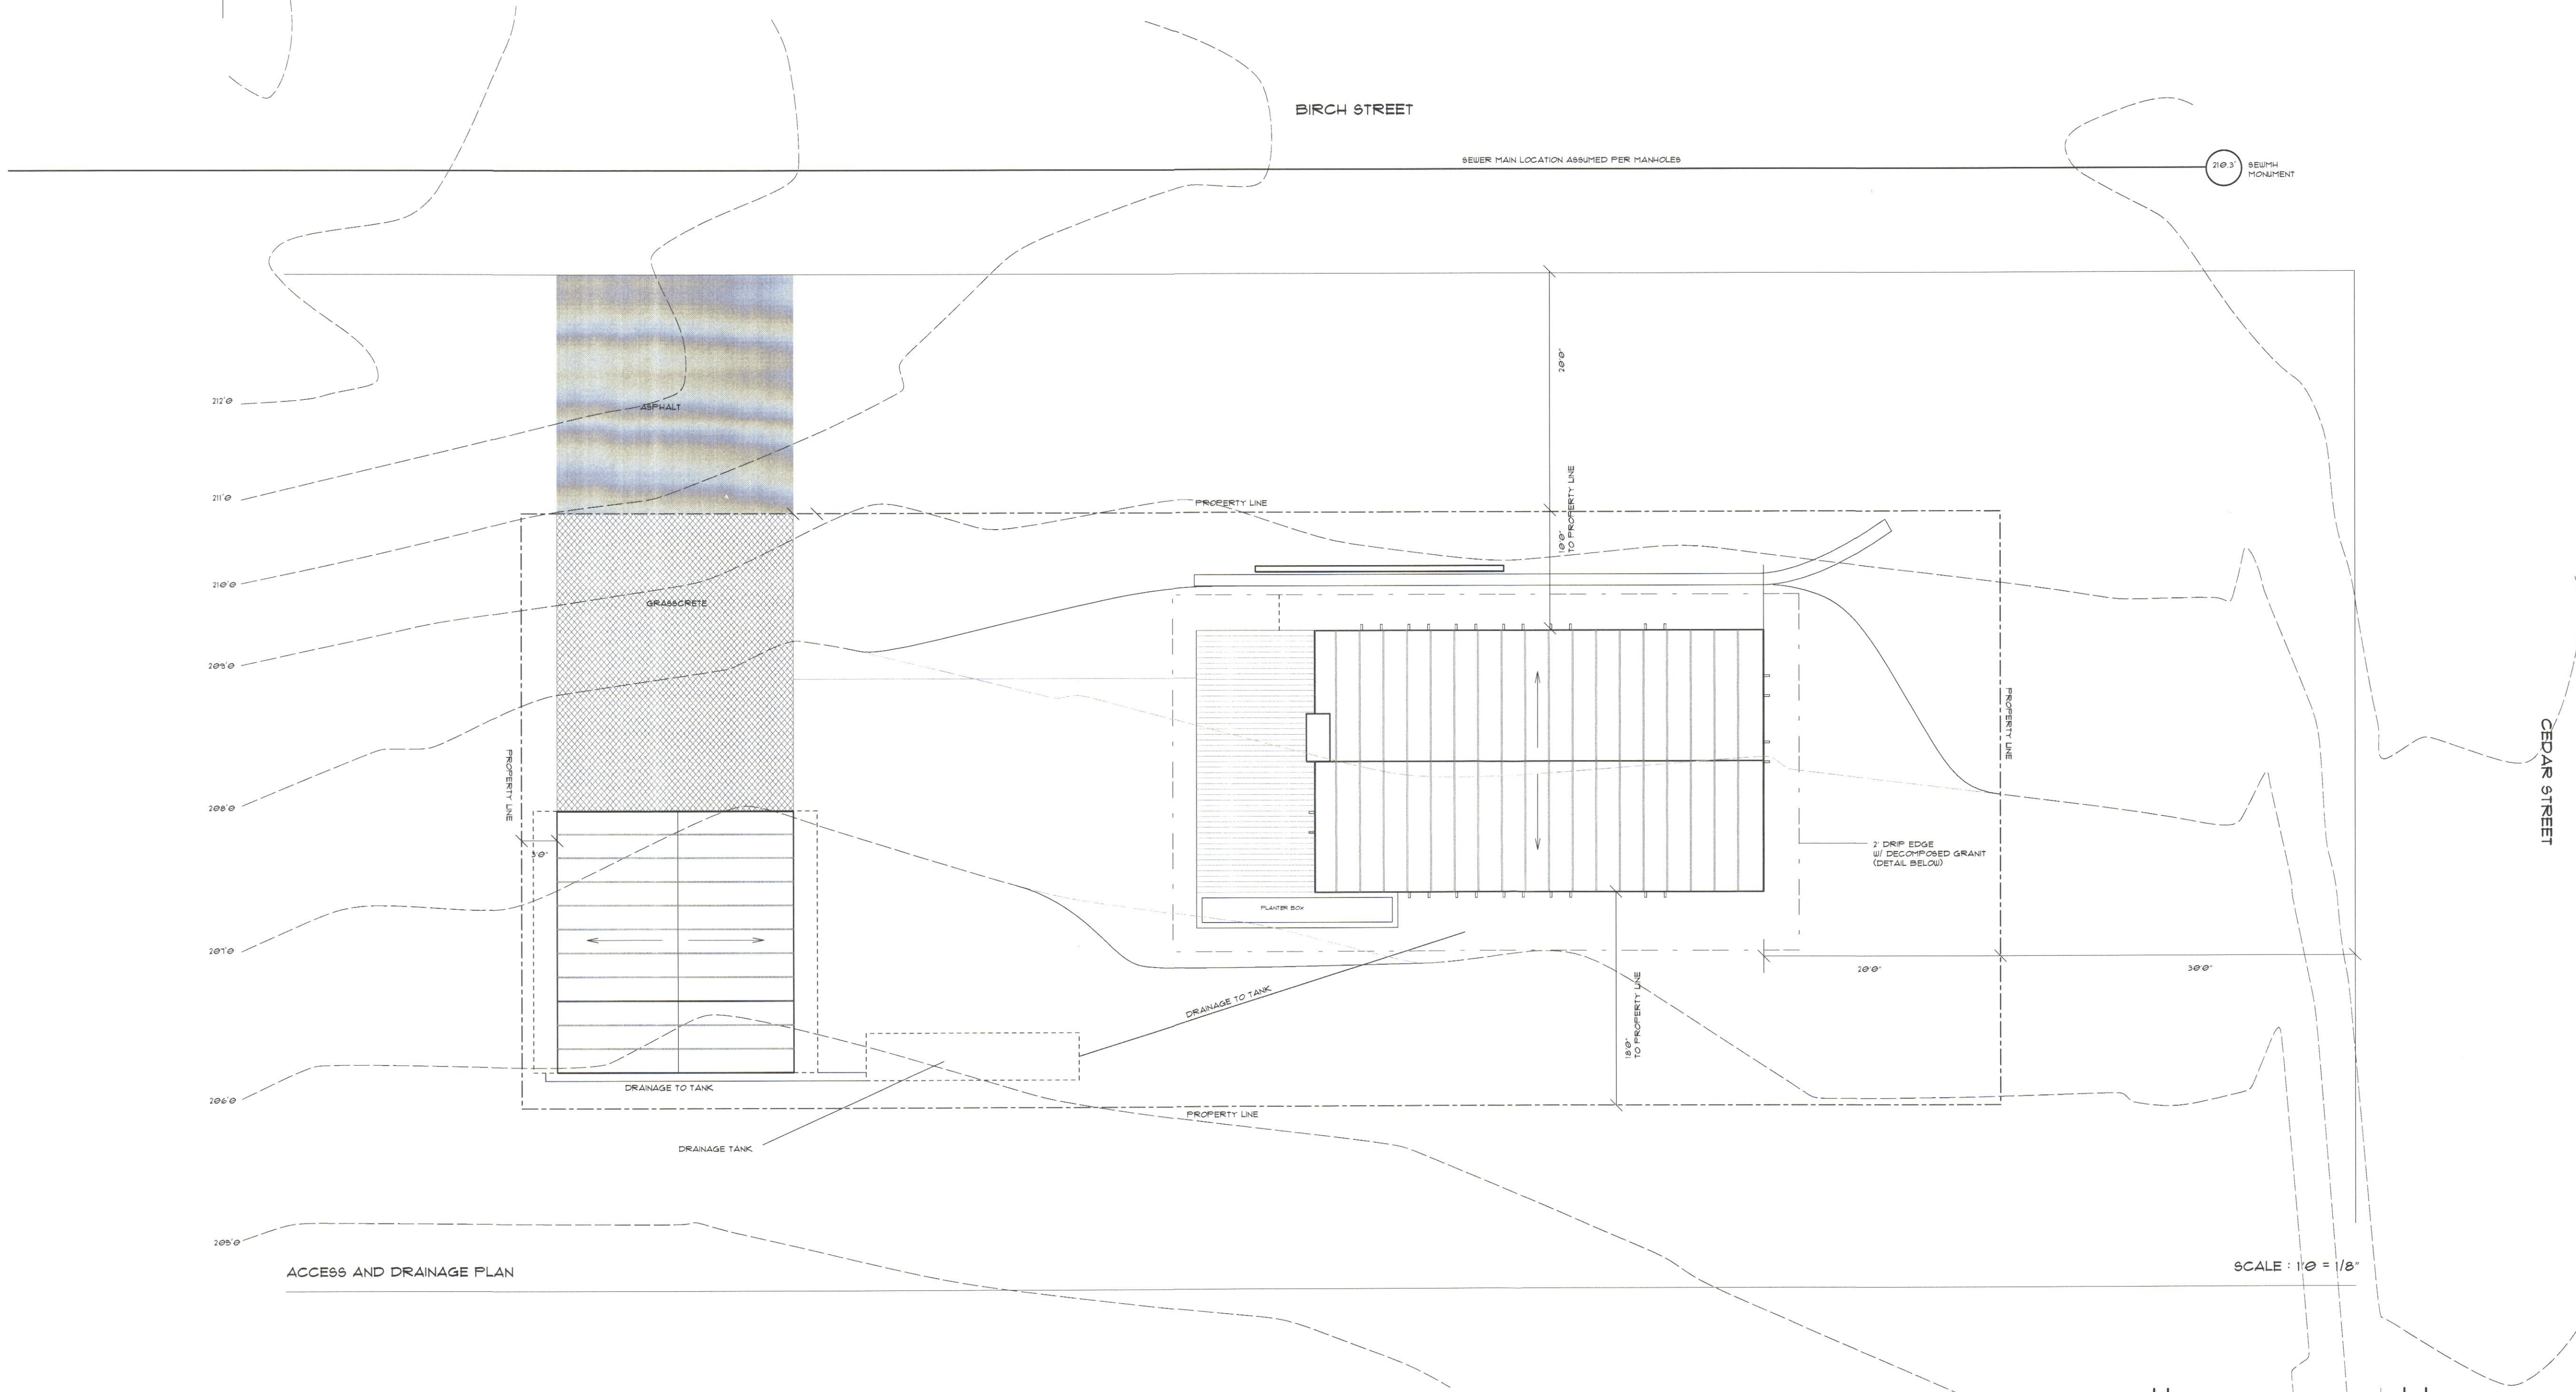 BIRCH STREET
SEWER MAIN LOCATION ASSUMED PER MANHOLES
210.3'
SEWMH
MONUMENT
20'0"
212'0
ASPHALT
211'0
PROPERTY LINE
10'0"
TO PROPERTY LINE
210'0
GRASSCRETE
209'0
PROPERTY LINE
PROPERTY LINE
CEDAR STREET
208'0
3'0"
2' DRIP EDGE
W/ DECOMPOSED GRANIT
(DETAIL BELOW)
PLANTER BOX
207'0
20'0"
30'0"
DRAINAGE TO TANK
18'0"
TO PROPERTY LINE
206'0
DRAINAGE TO TANK
PROPERTY LINE
DRAINAGE TANK
205'0
ACCESS AND DRAINAGE PLAN
SCALE : 1'0 = 1/8"